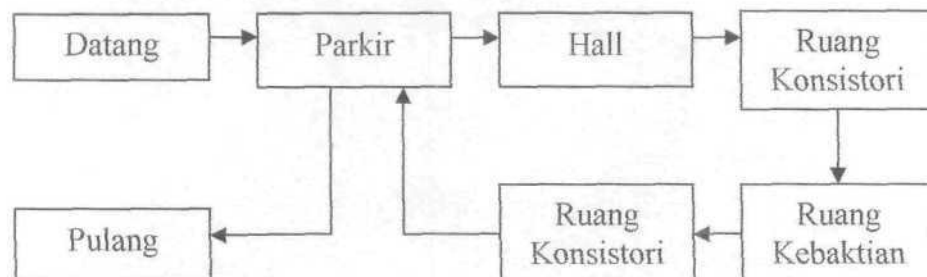 Datang
Parkir
Hall
Ruang
Konsistori
Pulang
Ruang
Konsistori
Ruang
Kebaktian